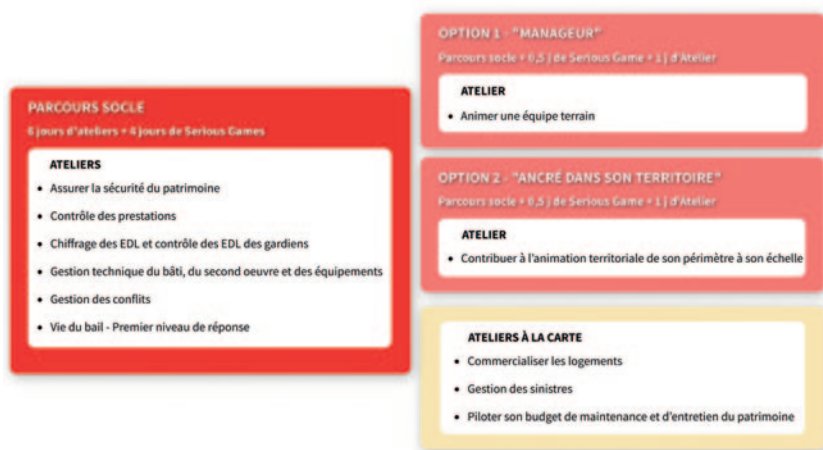 PARCOURS SOCLE
6 jours d'ateliers + 4 jours de Serious Games
ATELIERS
• Assurer la sécurité du patrimoine
• Contrôle des prestations
• Chiffrage des EDL et contrôle des EDL des gardiens
• Gestion technique du bâti, du second oeuvre et des équipements
• Gestion des conflits
• Vie du bail - Premier niveau de réponse
OPTION 1 - "MANAGEUR"
Parcours socle + 0,5 j de Serious Game + 1 j d'Atelier
ATELIER
• Animer une équipe terrain
OPTION 2 - "ANCRÉ DANS SON TERRITOIRE"
Parcours socle + 0,5 j de Serious Game + 1 j d'Atelier
ATELIER
• Contribuer à l'animation territoriale de son périmètre à son échelle
ATELIERS À LA CARTE
• Commercialiser les logements
• Gestion des sinistres
• Piloter son budget de maintenance et d'entretien du patrimoine